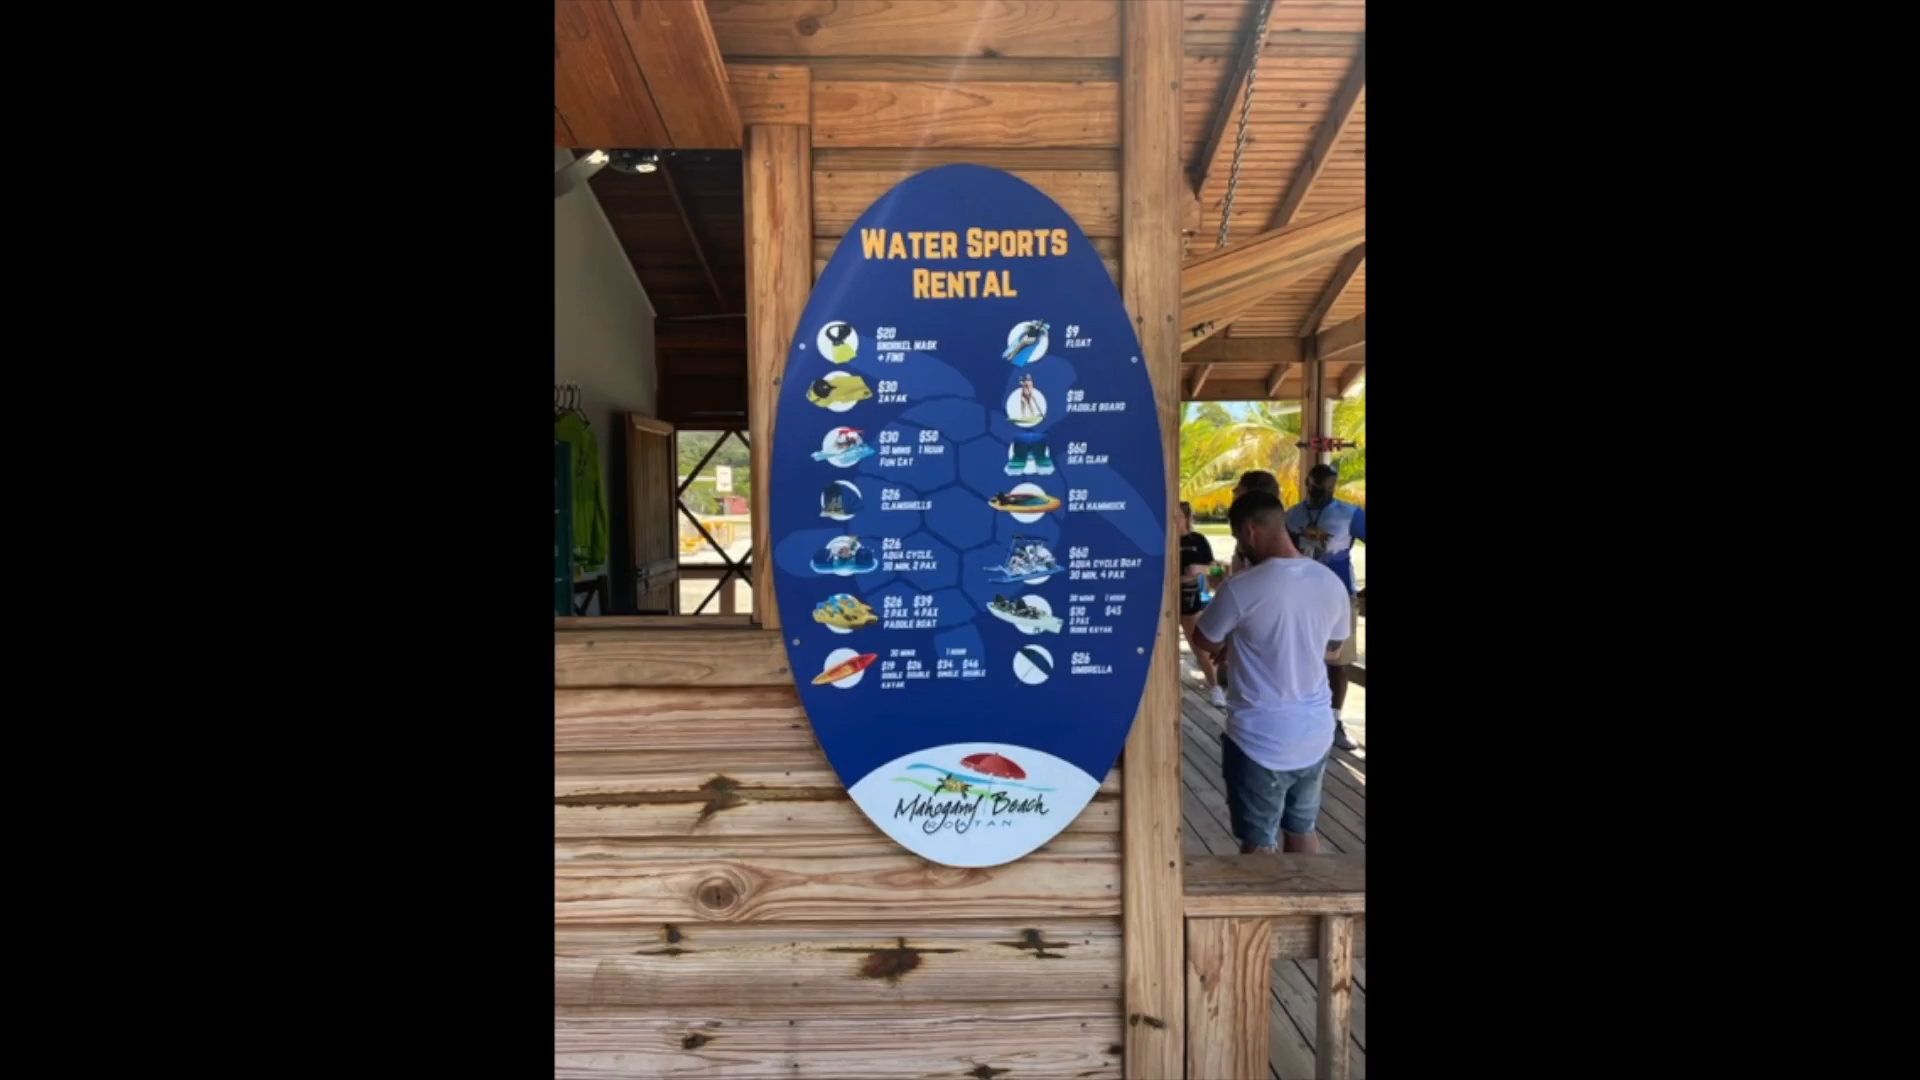 WATER SPORTS
RENTAL
$20
SNORKEL MASK
+ FINS
$30
ZAYAK
$30 $50
30 MINS 1 HOUR
FUN CAT
$26
CLAMSHELLS
$26
AQUA CYCLE,
30 MIN, 2 PAX
$26 $39
2 PAX 4 PAX
PADDLE BOAT
30 MINS 1 HOUR
$19 $26 $34 $46
SINGLE DOUBLE SINGLE DOUBLE
KAYAK
$9
FLOAT
PADDLE BOARD
$60
SEA CLAW
$30
SEA HAMMOCK
$60
AQUA CYCLE BOAT
30 MIN, 4 PAX
30 MINS 1 HOUR
$30 $45
2 PAX
KAYAK
$26
UMBRELLA
Mahogany Beach
ROATAN
EXIT